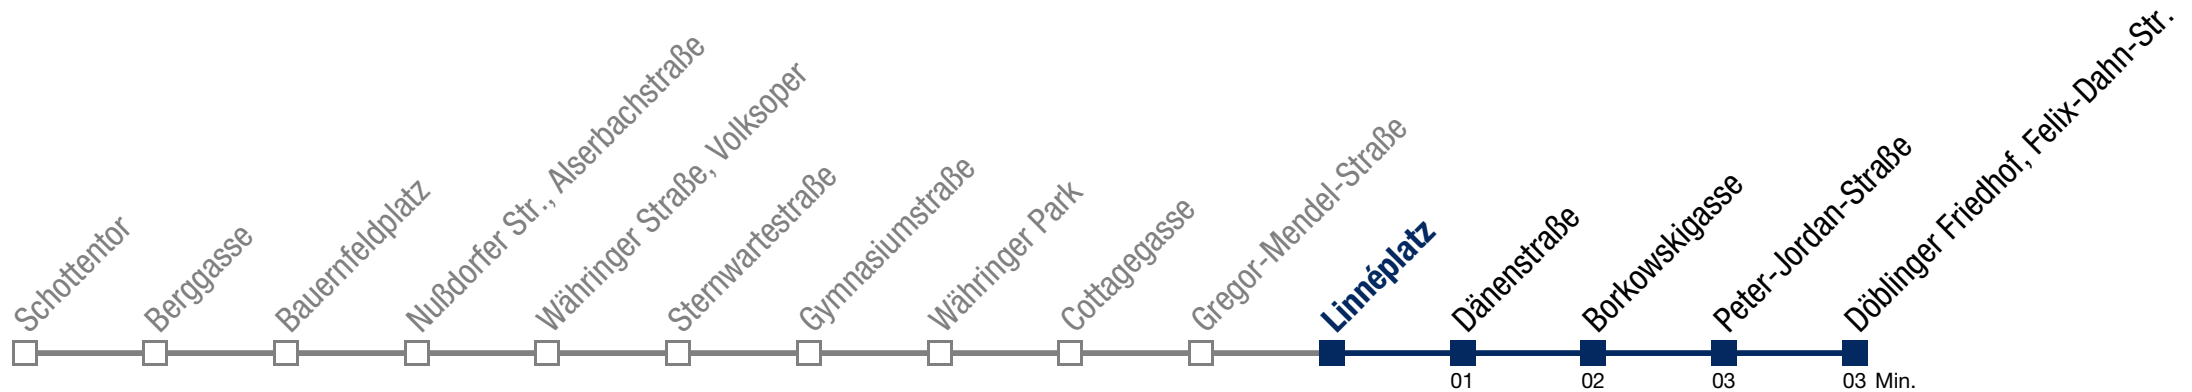 Schottentor
Berggasse
Bauernfeldplatz
Nußdorfer Str., Alserbachstraße
Währinger Straße, Volksoper
Sternwartestraße
Gymnasiumstraße
Währinger Park
Cottagegasse
Gregor-Mendel-Straße
Linnéplatz
Dänenstraße
Borkowskigasse
Peter-Jordan-Straße
Döblinger Friedhof, Felix-Dahn-Str.
01 02 03 03 Min.